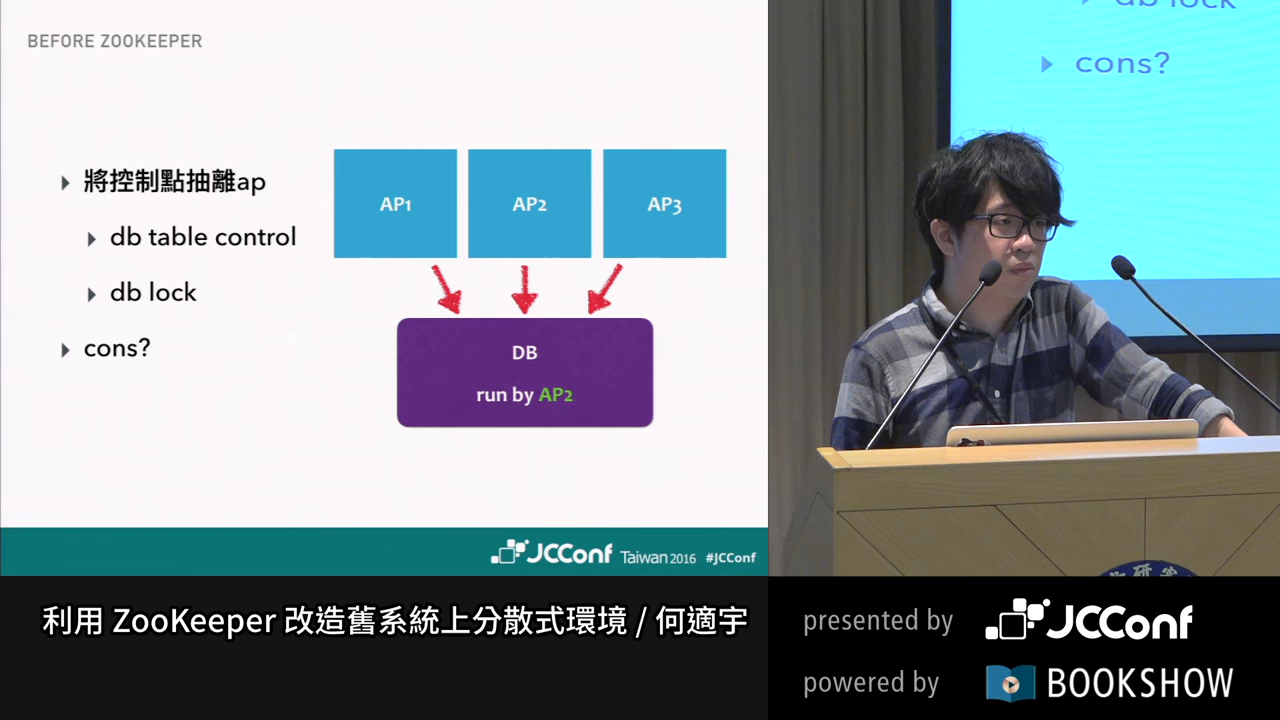 BEFORE ZOOKEEPER
將控制點抽離ap
db table control
db lock
cons?
AP1
AP2
AP3
DB
run by AP2
JCConf Taiwan 2016 #JCConf
db lock
cons?
利用 ZooKeeper 改造舊系統上分散式環境 / 何適宇
presented by JCConf
powered by BOOKSHOW